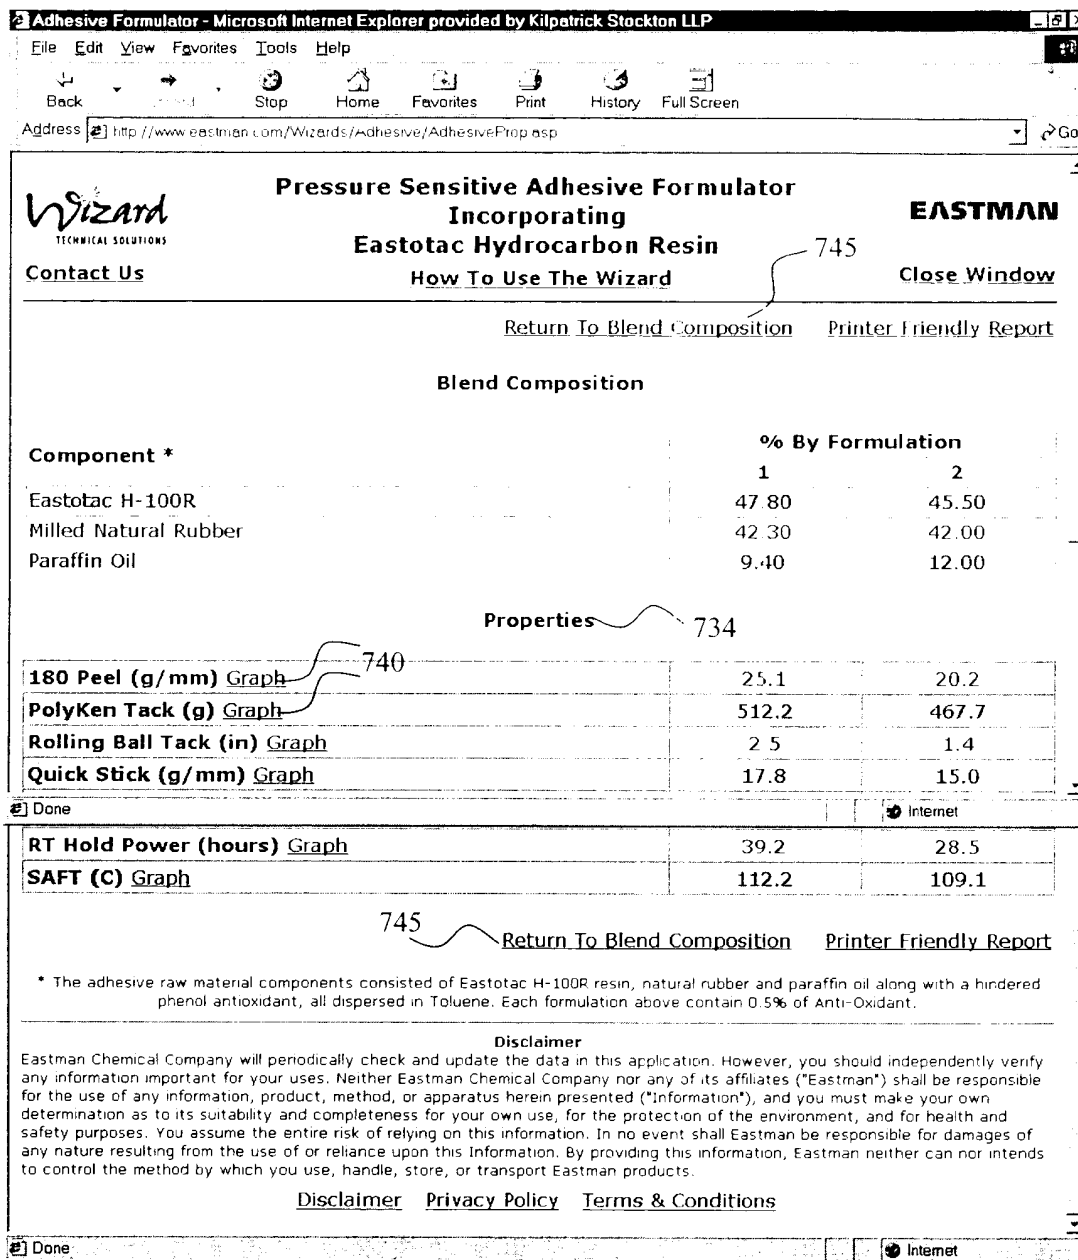 Adhesive Formulator - Microsoft Internet Explorer provided by Kilpatrick Stockton LLP
File Edit View Favorites Tools Help
Back Stop Home Favorites Print History Full Screen
Address http://www.eastman.com/Wizards/Adhesive/AdhesiveProp.asp Go
Wizard
TECHNICAL SOLUTIONS
Pressure Sensitive Adhesive Formulator
Incorporating
Eastotac Hydrocarbon Resin
EASTMAN
745
Contact Us How To Use The Wizard Close Window
Return To Blend Composition Printer Friendly Report
Blend Composition
Component * % By Formulation
1 2
Eastotac H-100R 47.80 45.50
Milled Natural Rubber 42.30 42.00
Paraffin Oil 9.40 12.00
Properties 734
740
180 Peel (g/mm) Graph 25.1 20.2
PolyKen Tack (g) Graph 512.2 467.7
Rolling Ball Tack (in) Graph 2.5 1.4
Quick Stick (g/mm) Graph 17.8 15.0
Done Internet
RT Hold Power (hours) Graph 39.2 28.5
SAFT (C) Graph 112.2 109.1
745
Return To Blend Composition Printer Friendly Report
* The adhesive raw material components consisted of Eastotac H-100R resin, natural rubber and paraffin oil along with a hindered
phenol antioxidant, all dispersed in Toluene. Each formulation above contain 0.5% of Anti-Oxidant.
Disclaimer
Eastman Chemical Company will periodically check and update the data in this application. However, you should independently verify
any information important for your uses. Neither Eastman Chemical Company nor any of its affiliates ("Eastman") shall be responsible
for the use of any information, product, method, or apparatus herein presented ("Information"), and you must make your own
determination as to its suitability and completeness for your own use, for the protection of the environment, and for health and
safety purposes. You assume the entire risk of relying on this information. In no event shall Eastman be responsible for damages of
any nature resulting from the use of or reliance upon this Information. By providing this information, Eastman neither can nor intends
to control the method by which you use, handle, store, or transport Eastman products.
Disclaimer Privacy Policy Terms & Conditions
Done Internet